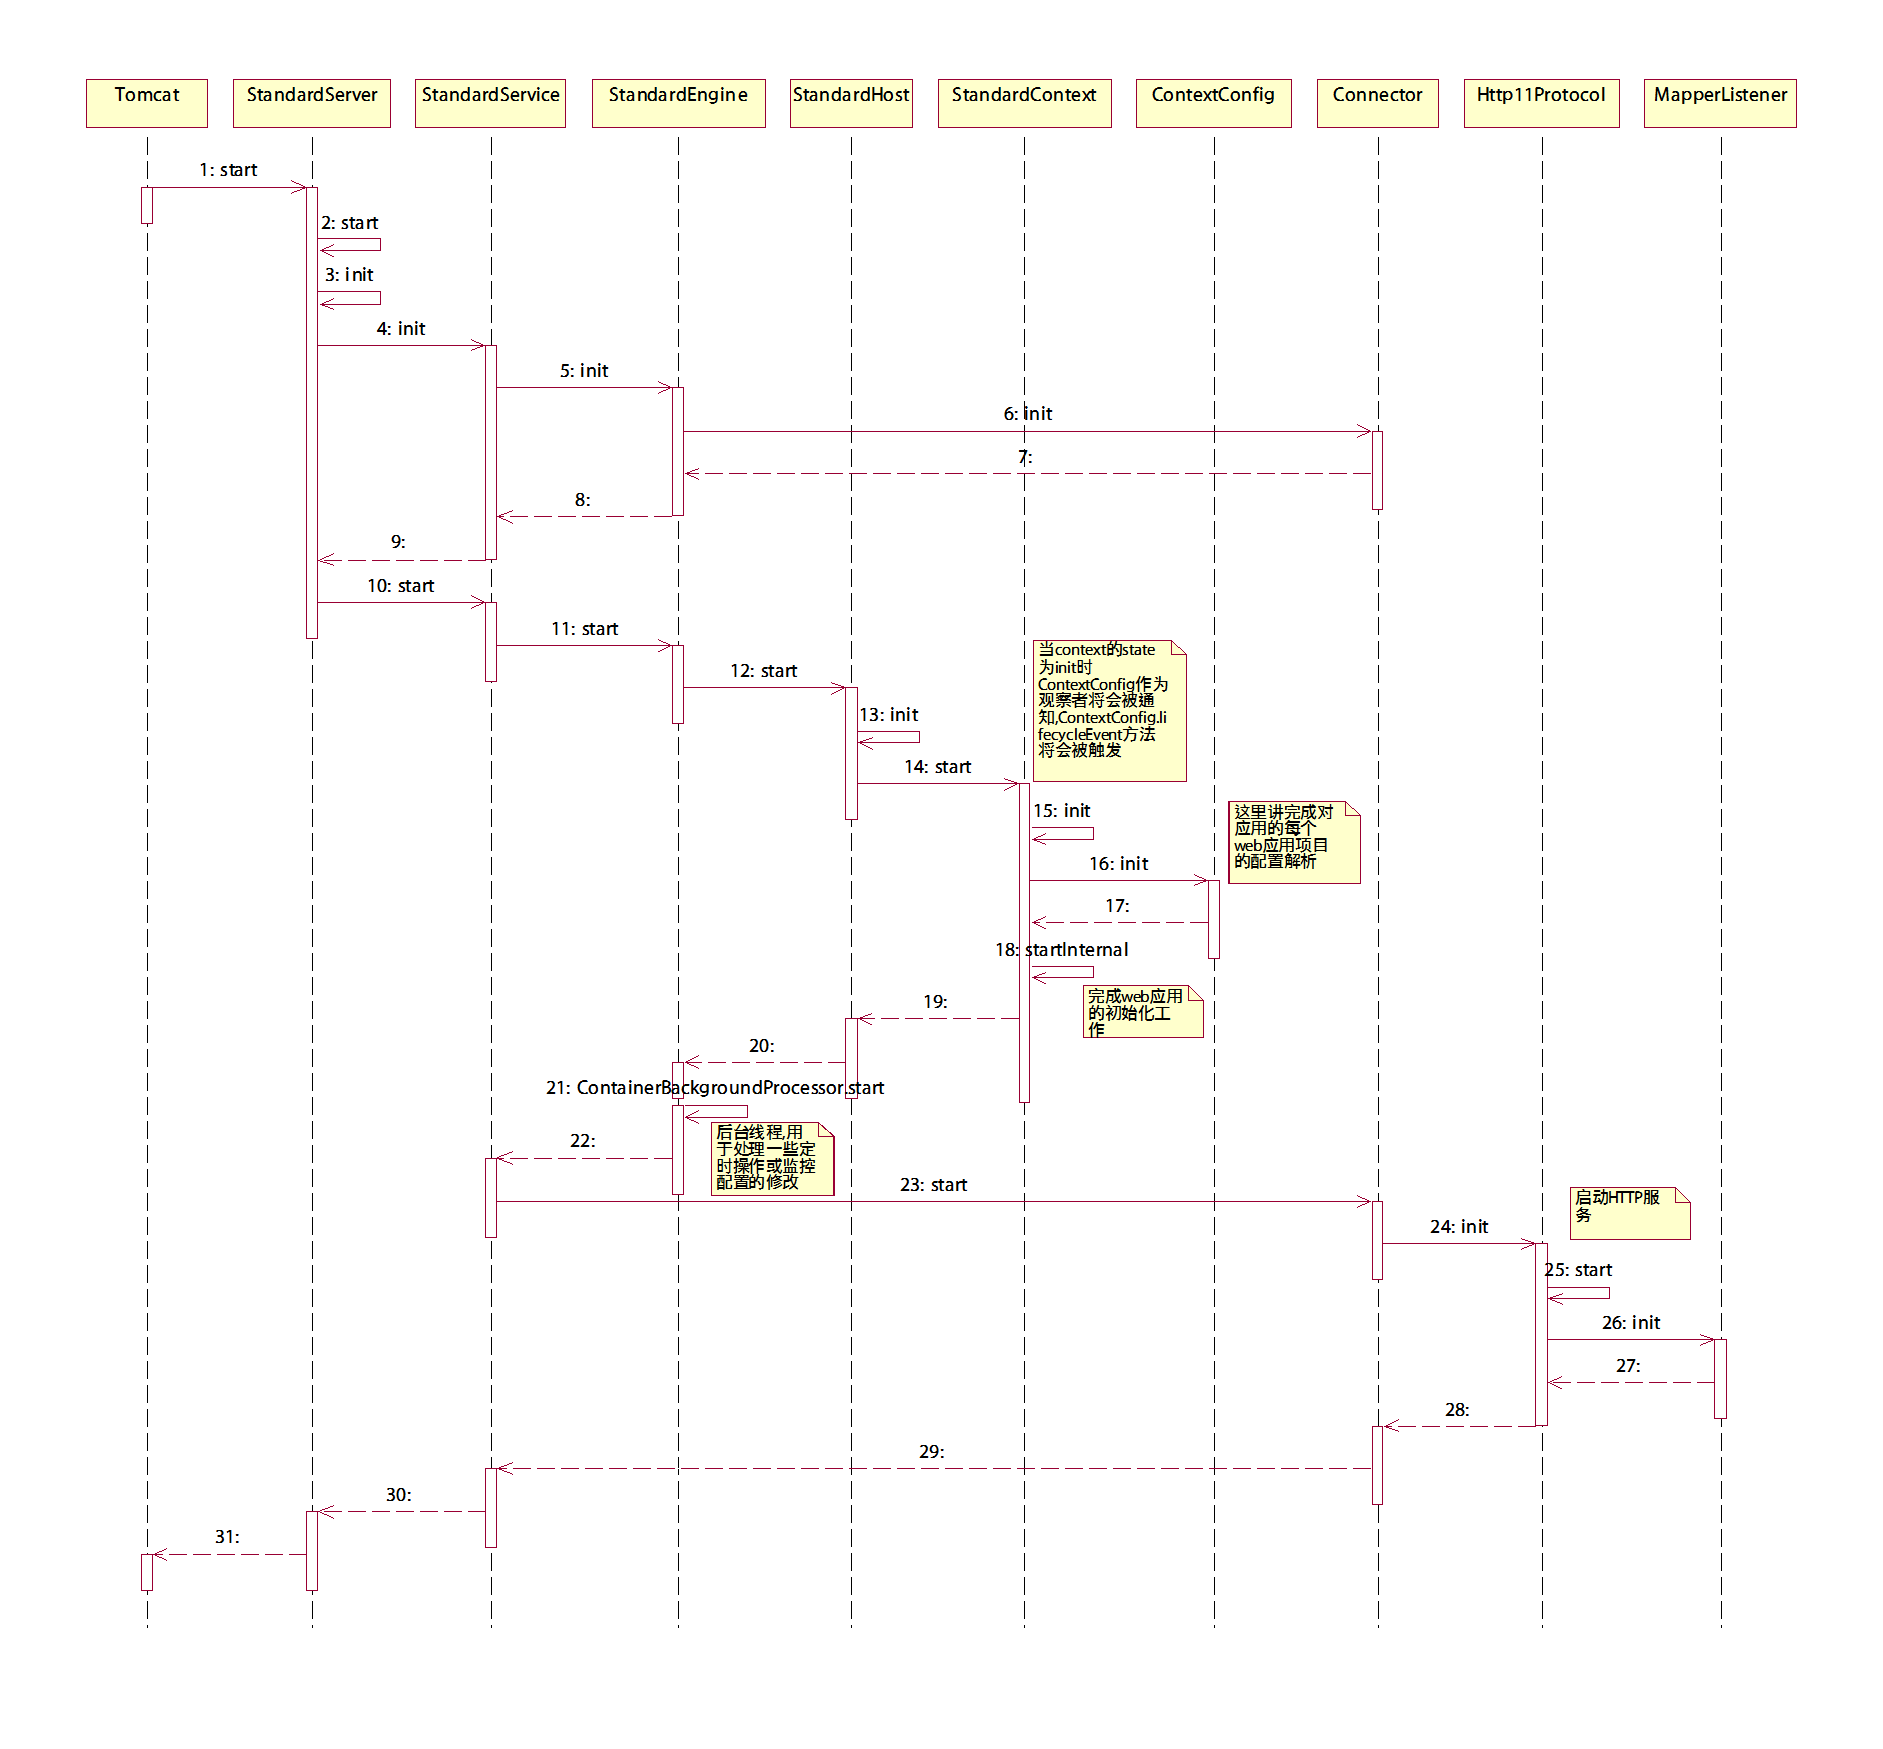 Tomcat
StandardServer
StandardService
StandardEngine
StandardHost
StandardContext
ContextConfig
Connector
Http11Protocol
MapperListener
1: start
2: start
3: init
4: init
5: init
6: init
7:
8:
9:
10: start
11: start
12: start
当context的state
为init时
ContextConfig作为
观察者将会被通
知,ContextConfig.li
fecycleEvent方法
将会被触发
13: init
14: start
15: init
这里讲完成对
应用的每个
web应用项目
的配置解析
16: init
17:
18: startInternal
完成web应用
的初始化工
作
19:
20:
21: ContainerBackgroundProcessor.start
后台线程,用
于处理一些定
时操作或监控
配置的修改
22:
23: start
启动HTTP服
务
24: init
25: start
26: init
27:
28:
29:
30:
31: